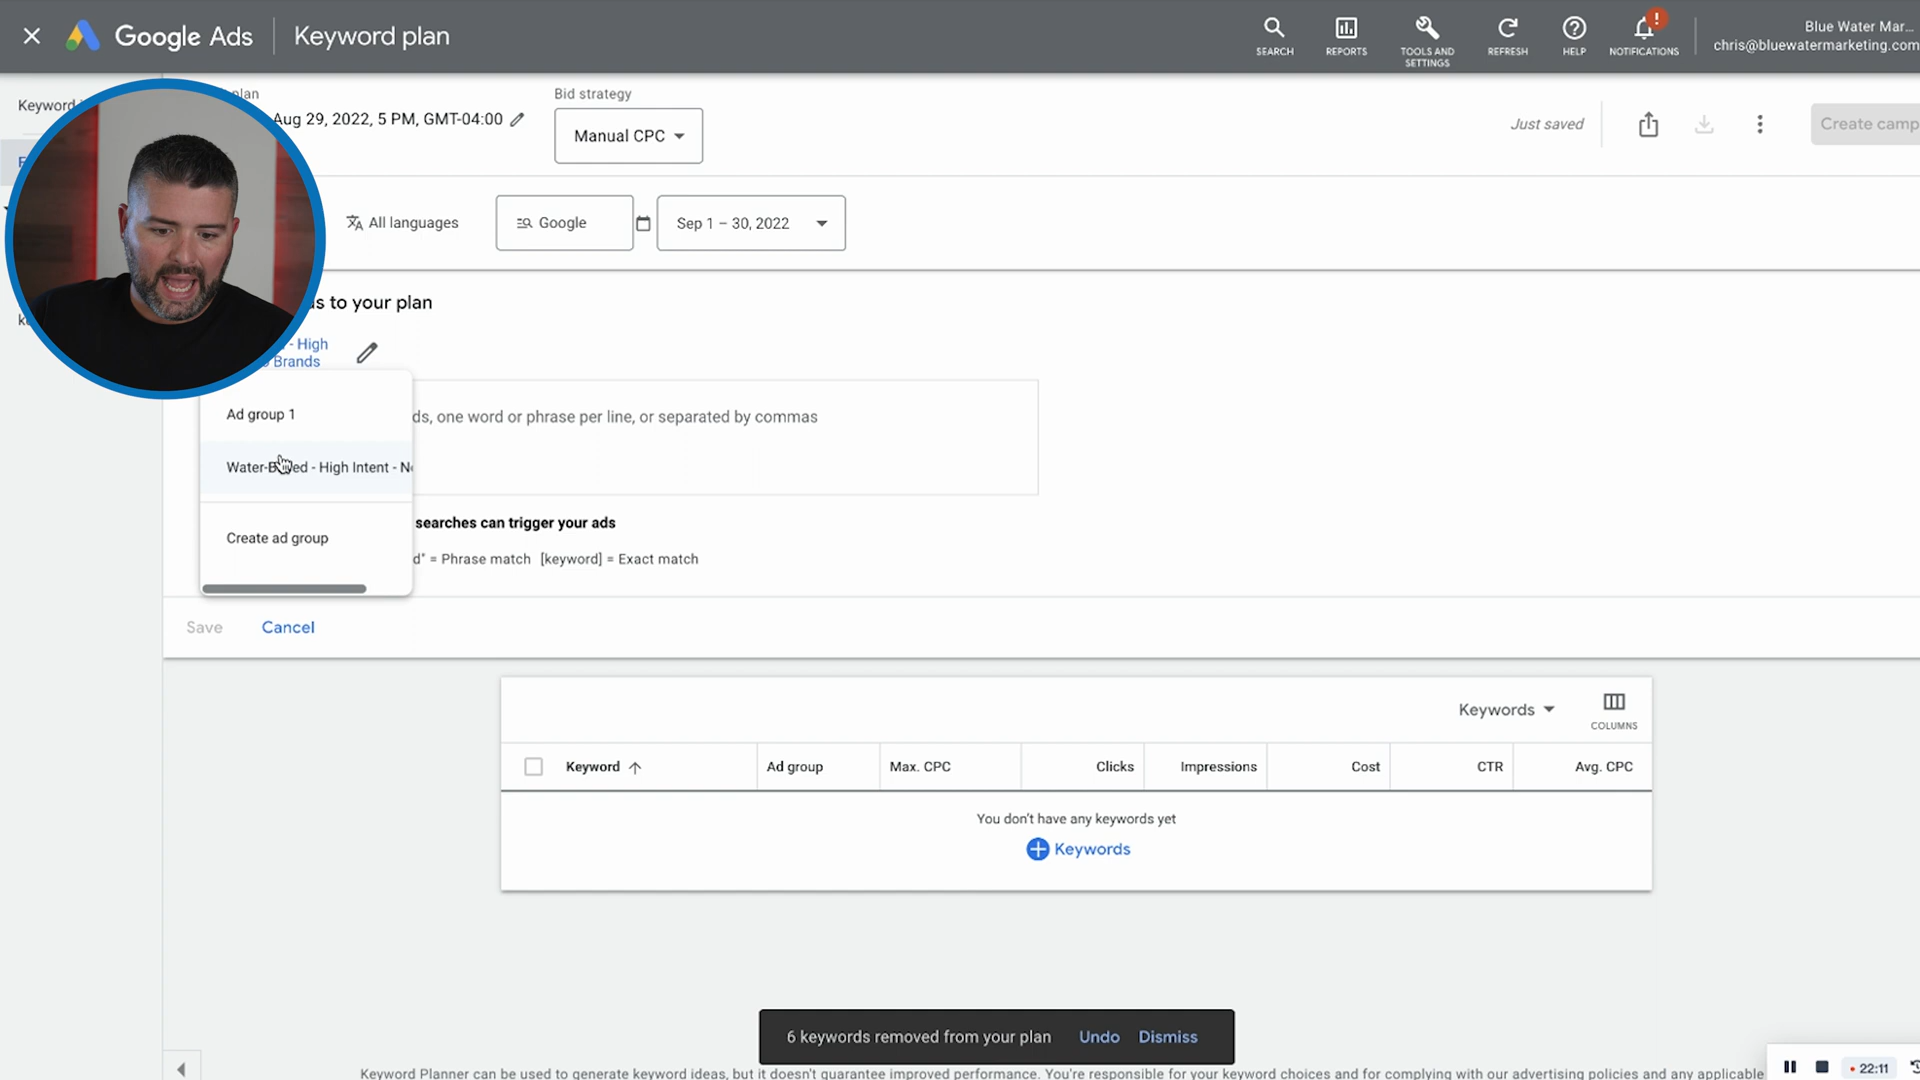 Google Ads
Keyword plan
SEARCH
REPORTS
TOOLS AND
SETTINGS
REFRESH
HELP
!
NOTIFICATIONS
Blue Water Mar...
chris@bluewatermarketing.com
Keyword
plan
Aug 29, 2022, 5 PM, GMT-04:00
Bid strategy
Manual CPC
Just saved
Create camp
All languages
Google
Sep 1 – 30, 2022
to your plan
- High
Brands
Ad group 1
Water-B ed - High Intent - N
Create ad group
ds, one word or phrase per line, or separated by commas
searches can trigger your ads
d" = Phrase match [keyword] = Exact match
Save
Cancel
Keywords
COLUMNS
Keyword
Ad group
Max. CPC
Clicks
Impressions
Cost
CTR
Avg. CPC
You don't have any keywords yet
Keywords
6 keywords removed from your plan
Undo
Dismiss
22:11
Keyword Planner can be used to generate keyword ideas, but it doesn't guarantee improved performance. You're responsible for your keyword choices and for complying with our advertising policies and any applicable